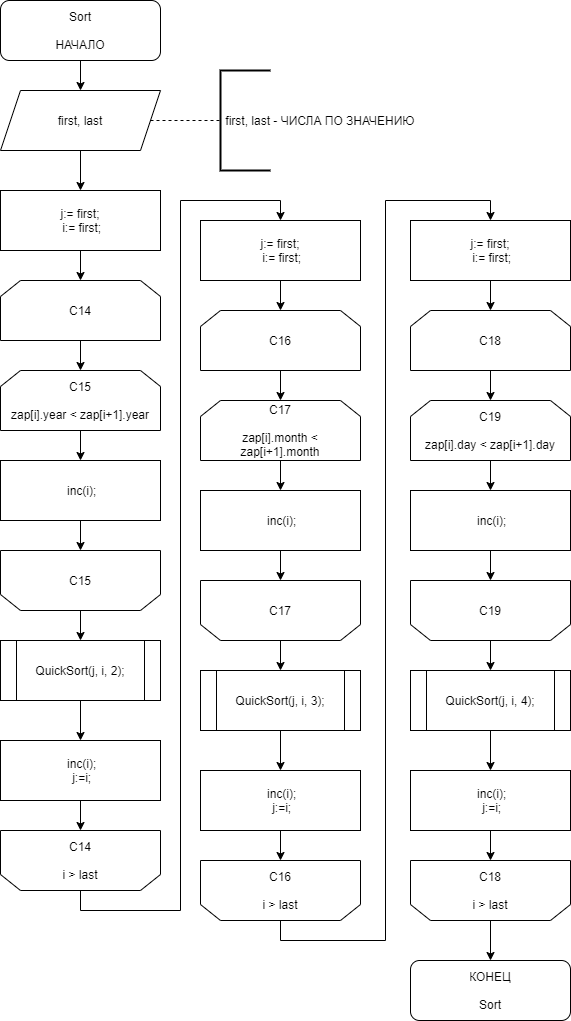 Sort
НАЧАЛО
first, last
first, last - ЧИСЛА ПО ЗНАЧЕНИЮ
j:= first;
i:= first;
C14
C15
zap[i].year < zap[i+1].year
inc(i);
C15
QuickSort(j, i, 2);
inc(i);
j:=i;
C14
i > last
j:= first;
i:= first;
C16
C17
zap[i].month <
zap[i+1].month
inc(i);
C17
QuickSort(j, i, 3);
inc(i);
j:=i;
C16
i > last
j:= first;
i:= first;
C18
C19
zap[i].day < zap[i+1].day
inc(i);
C19
QuickSort(j, i, 4);
inc(i);
j:=i;
C18
i > last
КОНЕЦ
Sort